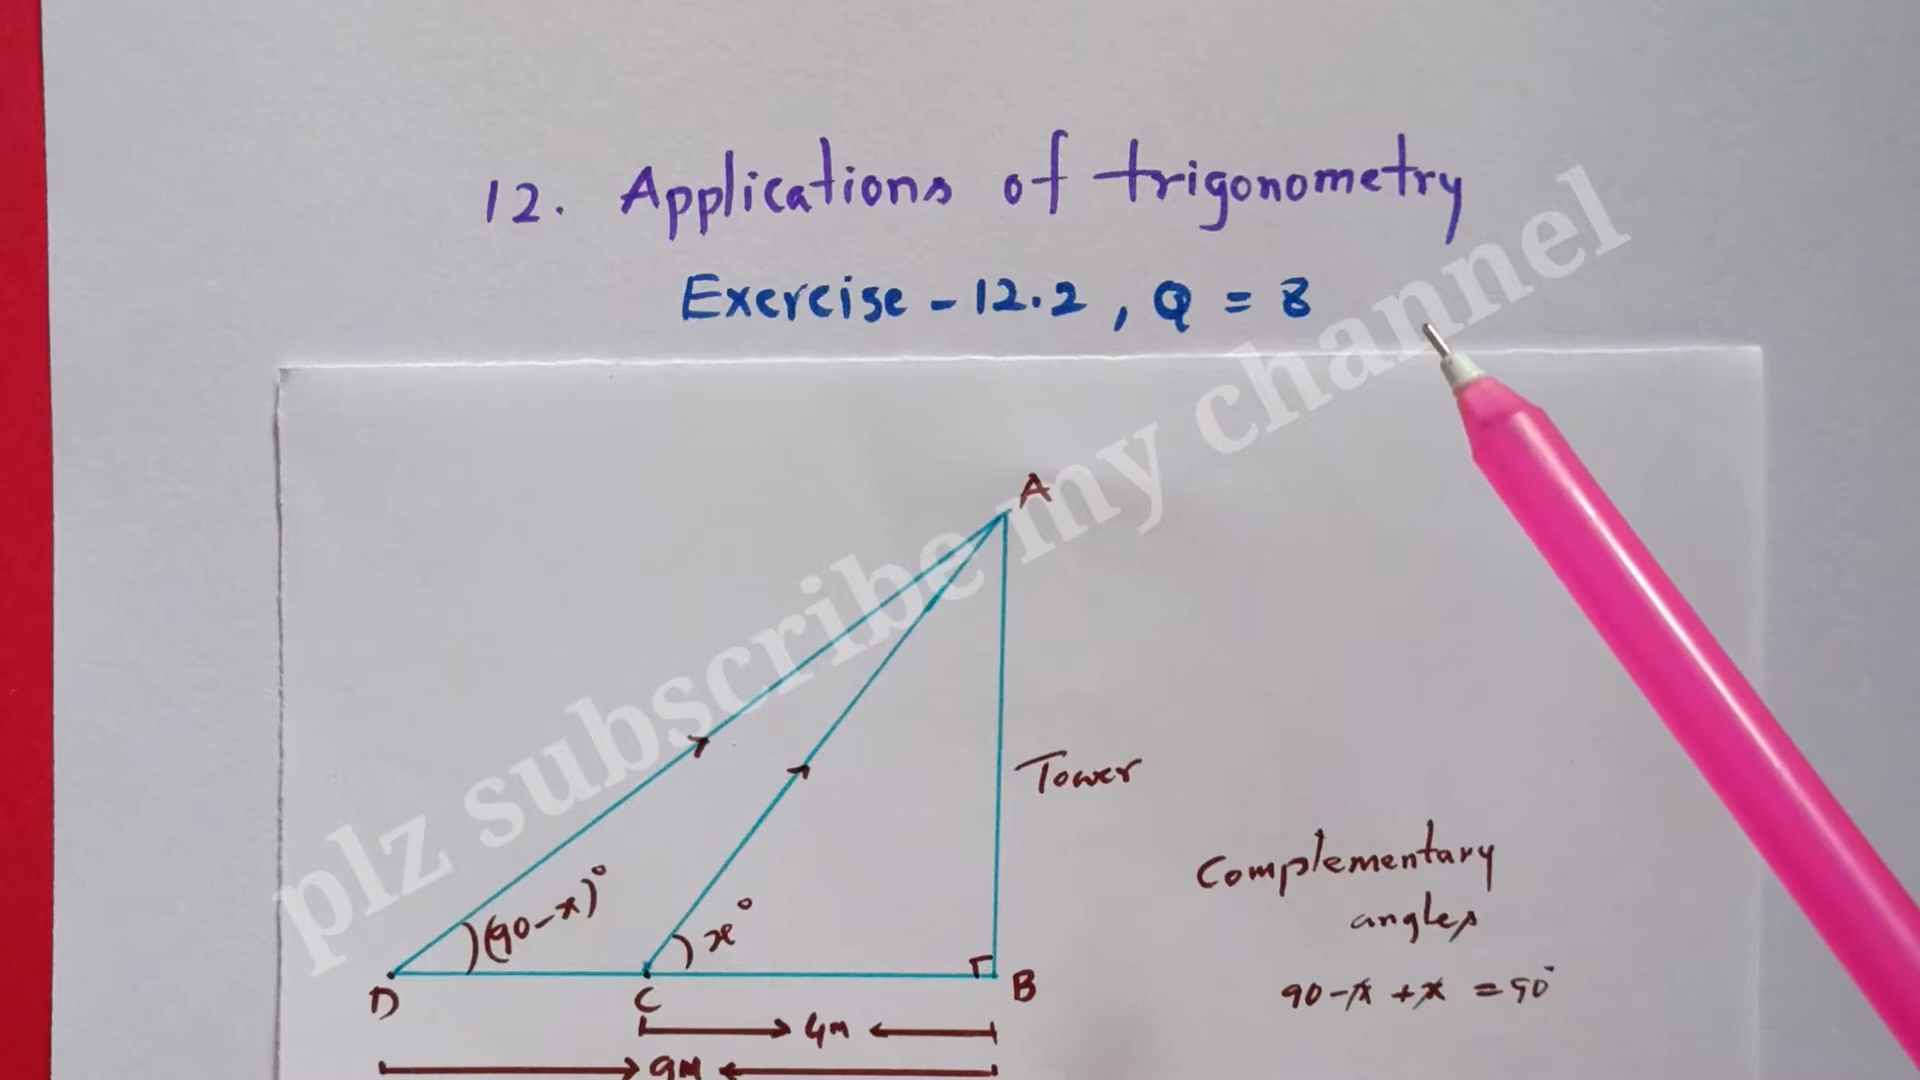 12. Applications of trigonometry
Exercise - 12.2, Q = 8
plz subscribe my channel
A
Tower
Complementary
angles
90-x+x = 90°
(90-x)°
x°
D
C
B
4M
9M